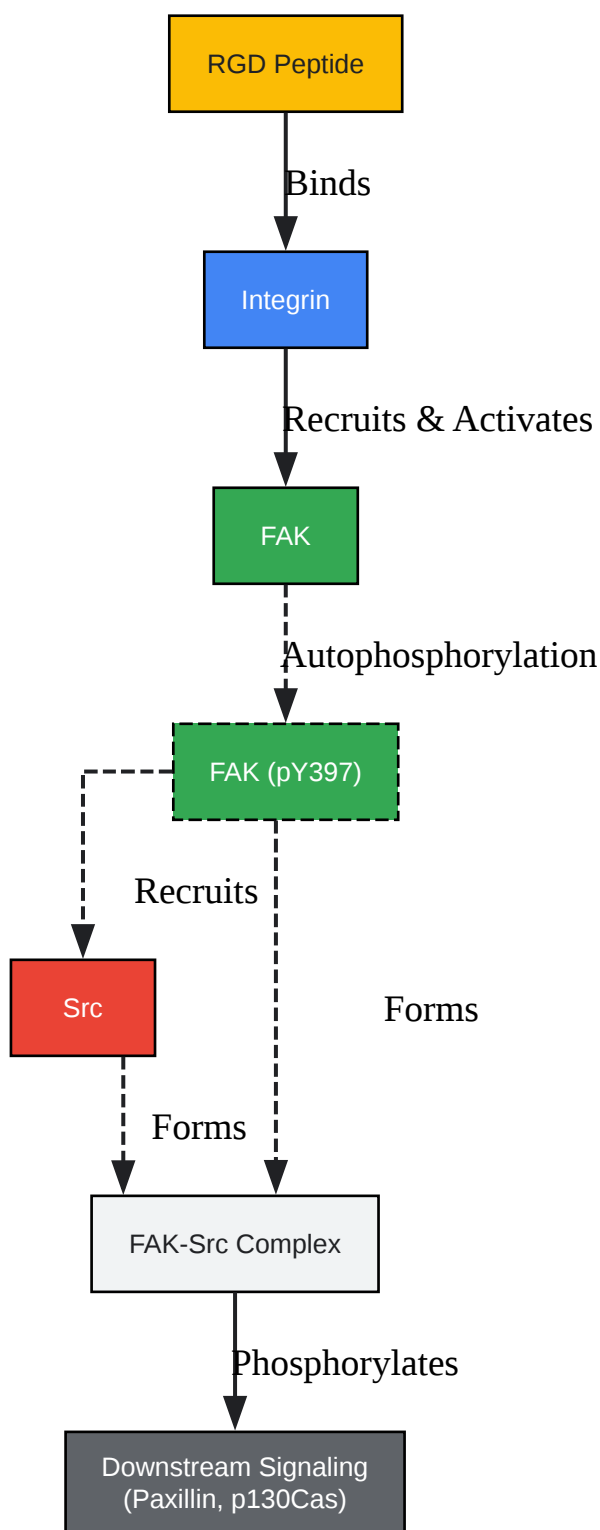 RGD Peptide
Binds
Integrin
Recruits & Activates
FAK
Autophosphorylation
FAK (pY397)
Recruits
Src
Forms
Forms
FAK-Src Complex
Phosphorylates
Downstream Signaling
(Paxillin, p130Cas)